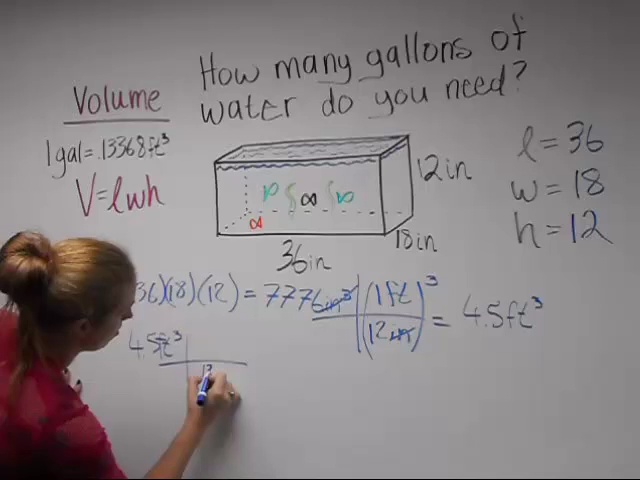 How many gallons of
water do you need?
Volume
1 gal = .13368 ft³
V = lwh
12 in
18 in
36 in
l = 36
w = 18
h = 12
36)(18)(12) = 7776 in³ | (1 ft)³ / (12 in) = 4.5 ft³
4.5 ft³